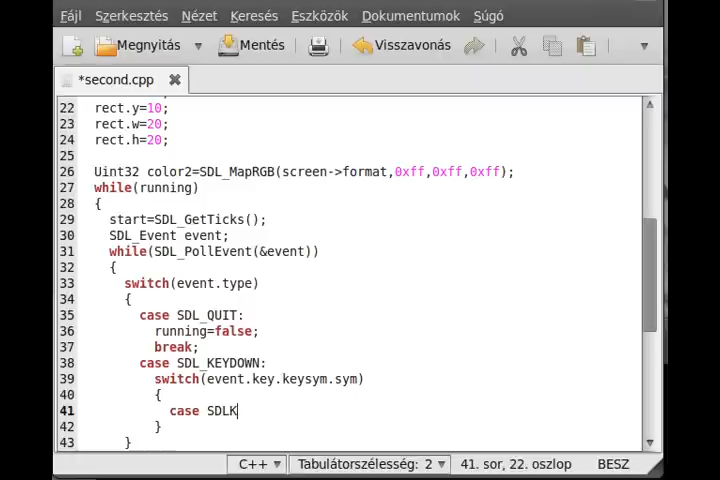 Fájl Szerkesztés Nézet Keresés Eszközök Dokumentumok Súgó
Megnyitás Mentés Visszavonás
*second.cpp
22 rect.y=10;
23 rect.w=20;
24 rect.h=20;
25
26 Uint32 color2=SDL_MapRGB(screen->format,0xff,0xff,0xff);
27 while(running)
28 {
29 start=SDL_GetTicks();
30 SDL_Event event;
31 while(SDL_PollEvent(&event))
32 {
33 switch(event.type)
34 {
35 case SDL_QUIT:
36 running=false;
37 break;
38 case SDL_KEYDOWN:
39 switch(event.key.keysym.sym)
40 {
41 case SDLK
42 }
43 }
C++ Tabulátorszélesség: 2 41. sor, 22. oszlop BESZ